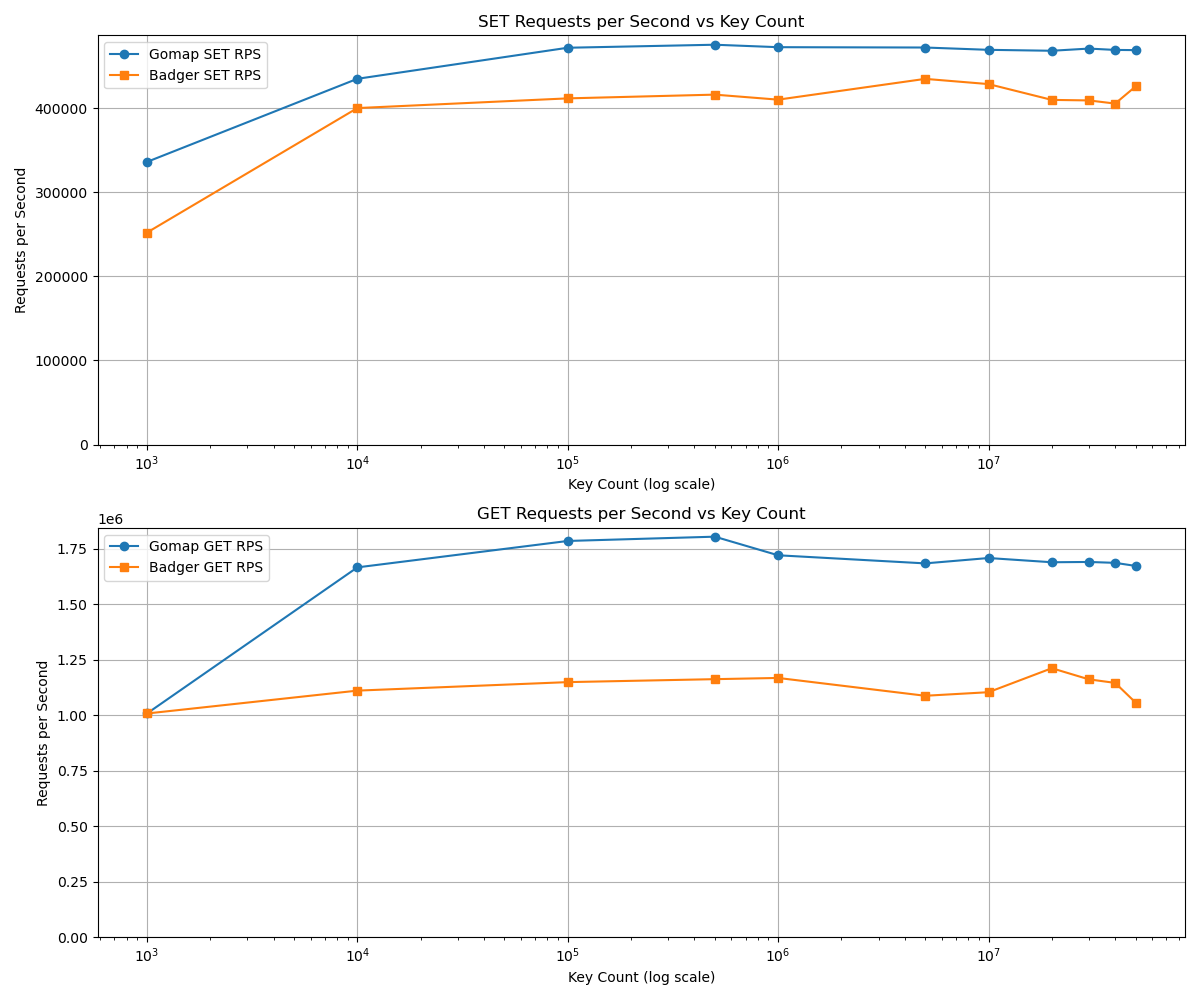 SET Requests per Second vs Key Count
Gomap SET RPS
Badger SET RPS
400000
300000
200000
100000
0
Requests per Second
10³
10⁴
10⁵
10⁶
10⁷
Key Count (log scale)
GET Requests per Second vs Key Count
1e6
Gomap GET RPS
Badger GET RPS
1.75
1.50
1.25
1.00
0.75
0.50
0.25
0.00
Requests per Second
10³
10⁴
10⁵
10⁶
10⁷
Key Count (log scale)